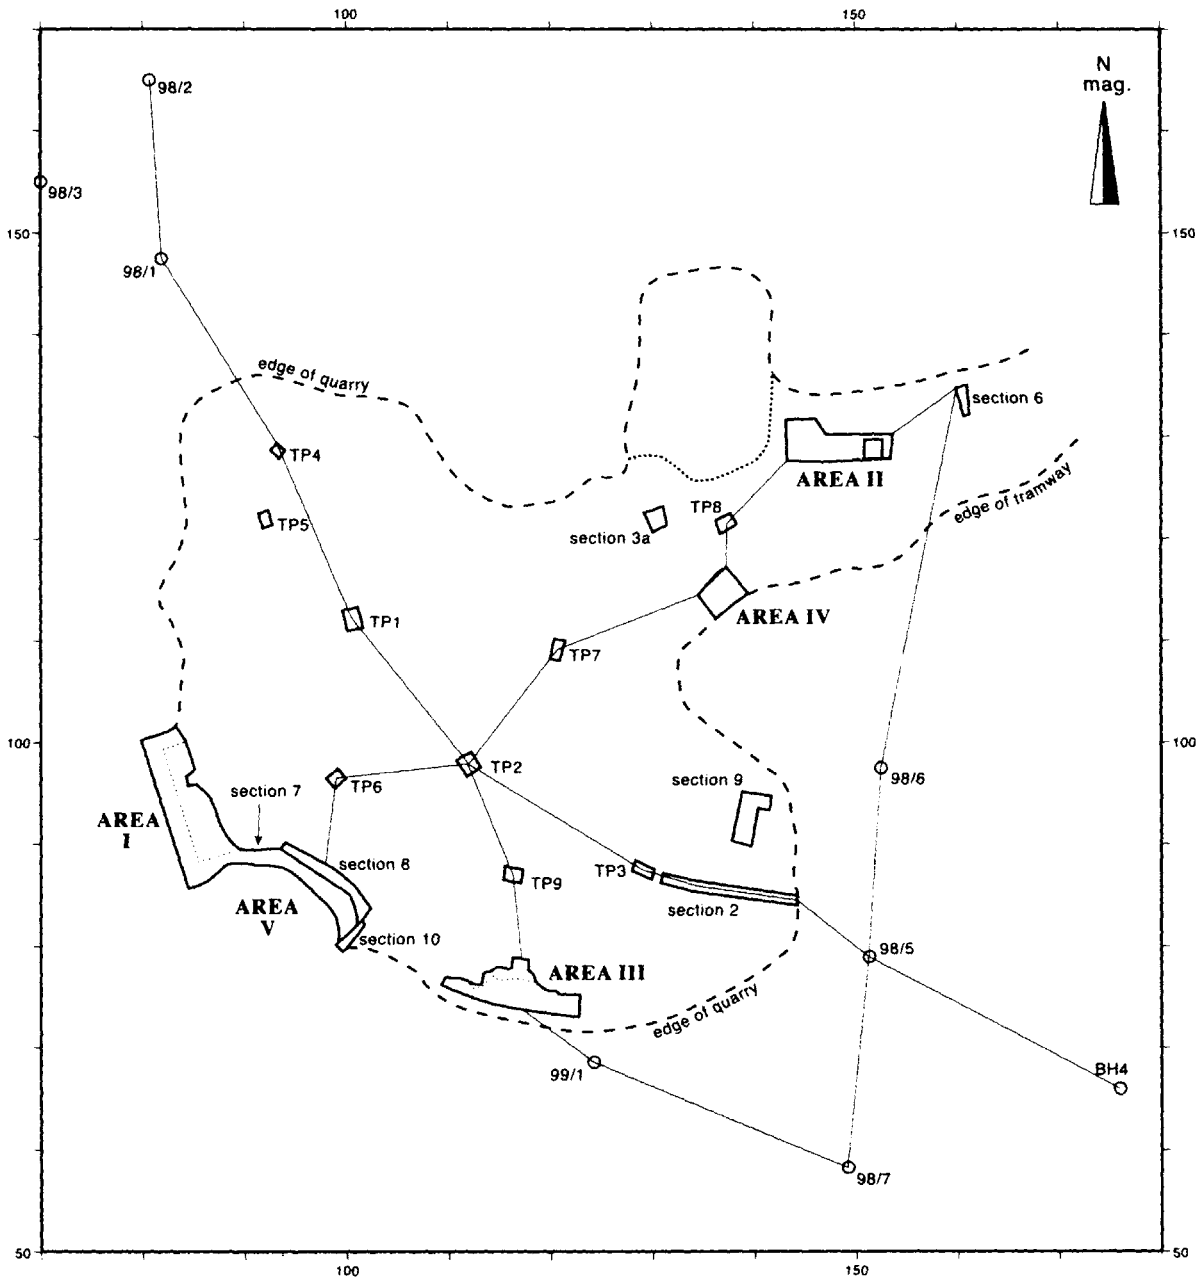 100
150
98/2
N
mag.
98/3
150
150
98/1
edge of quarry
section 6
TP4
AREA II
edge of tramway
TP5
TP8
section 3a
TP1
AREA IV
TP7
100
100
TP2
98/6
TP6
section 9
section 7
AREA
I
section 8
TP3
TP9
AREA
V
section 2
section 10
98/5
AREA III
edge of quarry
99/1
BH4
98/7
50
50
100
150